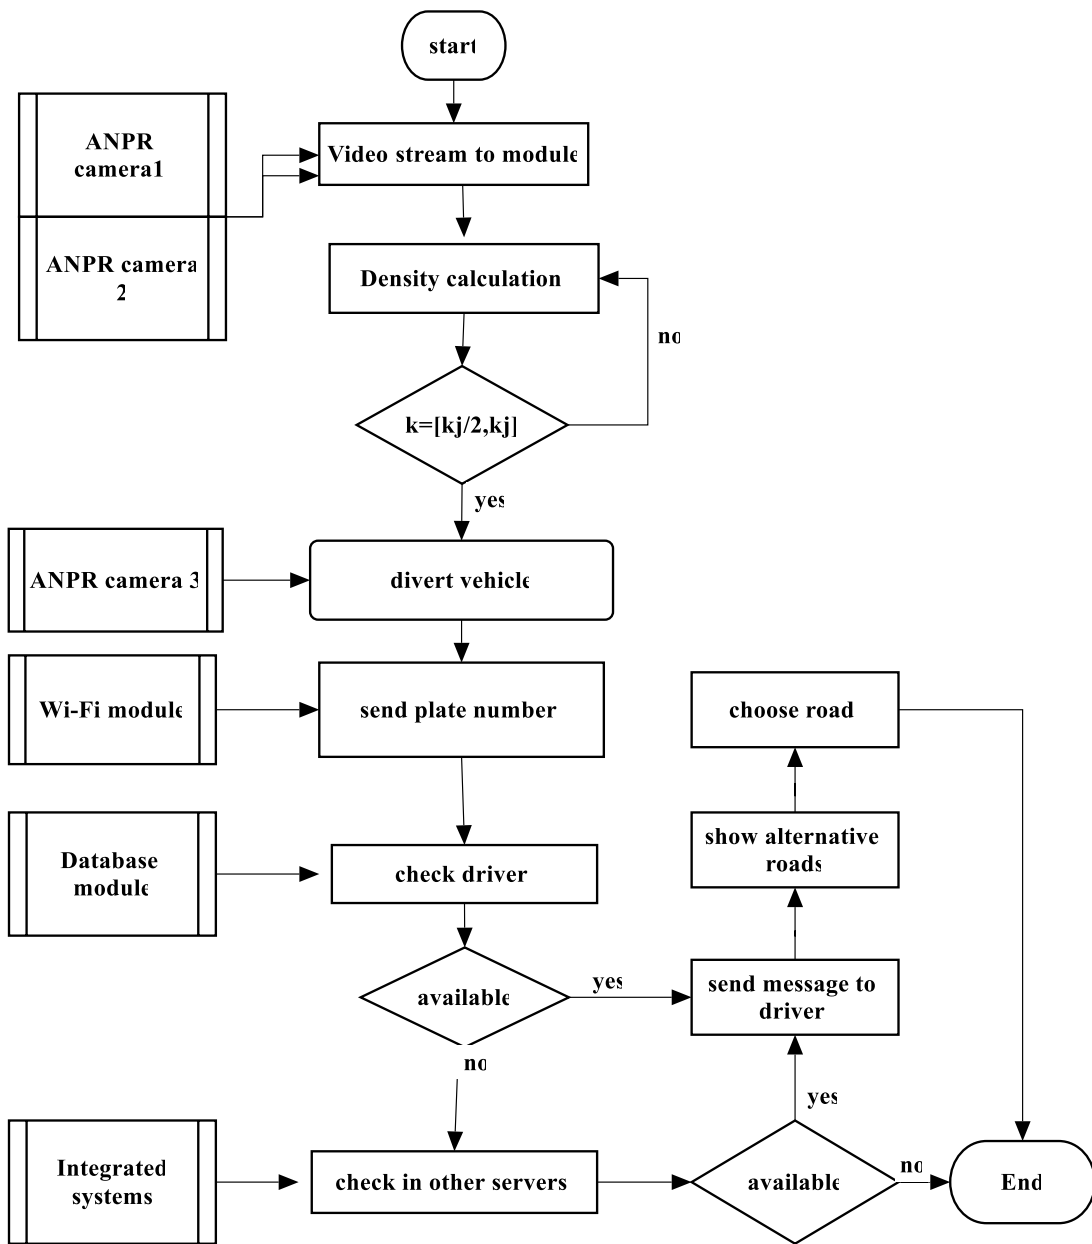 start
ANPR
camera1
Video stream to module
ANPR camera
2
Density calculation
no
k=[kj/2,kj]
yes
ANPR camera 3
divert vehicle
Wi-Fi module
send plate number
choose road
Database
module
check driver
show alternative
roads
available
yes
send message to
driver
no
yes
Integrated
systems
check in other servers
available
no
End